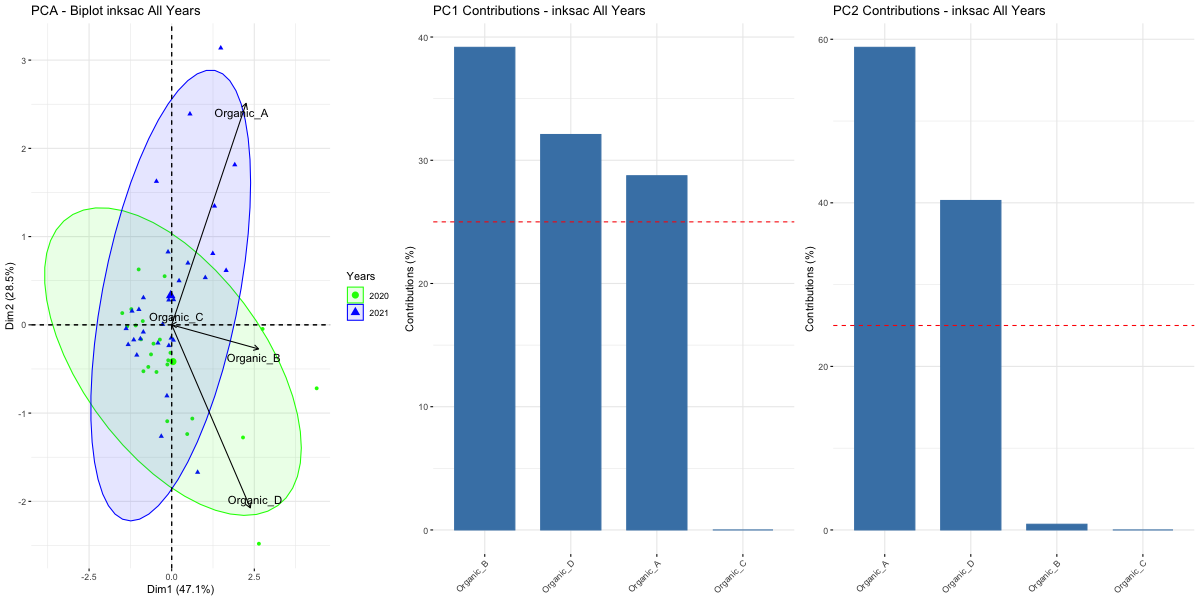 PCA - Biplot inksac All Years
Dim2 (28.5%)
3
2
1
0
-1
-2
Organic_A
Organic_C
Organic_B
Organic_D
-2.5
0.0
2.5
Dim1 (47.1%)
Years
2020
2021
PC1 Contributions - inksac All Years
Contributions (%)
40
30
20
10
0
Organic_B
Organic_D
Organic_A
Organic_C
PC2 Contributions - inksac All Years
Contributions (%)
60
40
20
0
Organic_A
Organic_D
Organic_B
Organic_C